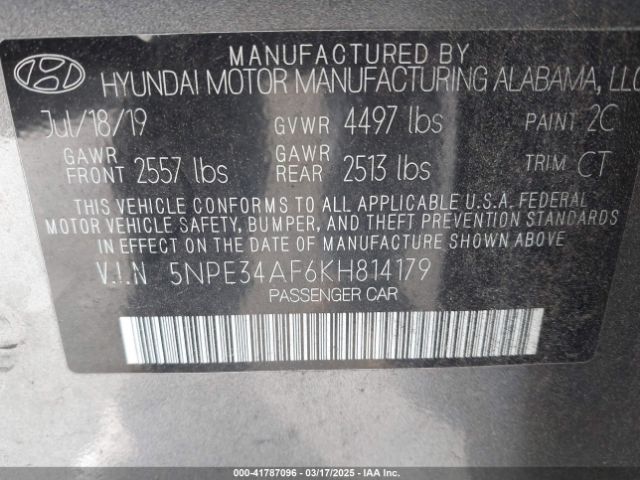 MANUFACTURED BY
HYUNDAI MOTOR MANUFACTURING ALABAMA, LLC
Jul/18/19 GVWR 4497 lbs PAINT 2C
GAWR FRONT 2557 lbs GAWR REAR 2513 lbs TRIM CT
THIS VEHICLE CONFORMS TO ALL APPLICABLE U.S.A. FEDERAL
MOTOR VEHICLE SAFETY, BUMPER, AND THEFT PREVENTION STANDARDS
IN EFFECT ON THE DATE OF MANUFACTURE SHOWN ABOVE
V.I.N 5NPE34AF6KH814179
PASSENGER CAR
000-41787096 — 03/17/2025 — IAA Inc.